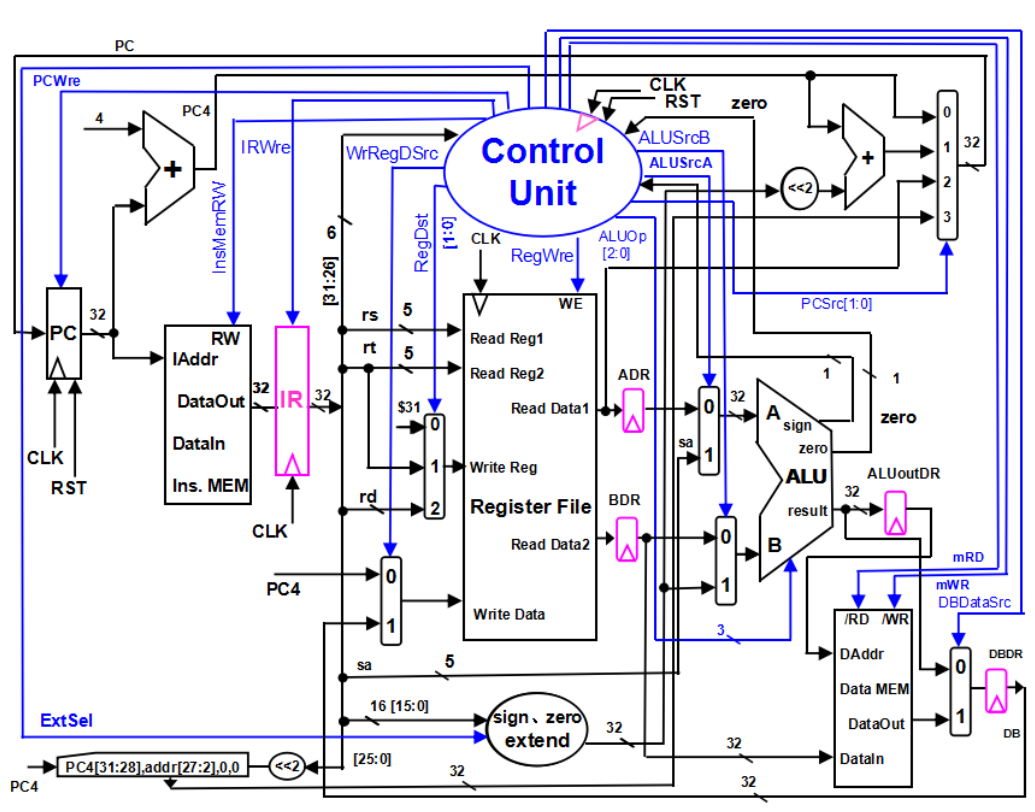 PC
PCWre
4
PC4
InsMemRW
IRWre
6
[31:26]
WrRegDSrc
RegDst
[1:0]
Control
Unit
CLK
RST
zero
ALUSrcB
ALUSrcA
ALUOp
[2:0]
RegWre
CLK
<<2
+
+
0
1
2
3
32
PCSrc[1:0]
PC
32
CLK
RST
RW
IAddr
DataOut
DataIn
Ins. MEM
32
IR
32
CLK
rs
5
rt
5
$31
0
1
2
rd
PC4
0
1
WE
Read Reg1
Read Reg2
Read Data1
Write Reg
Register File
Read Data2
Write Data
ADR
BDR
sa
0
1
32
0
1
A
sign
zero
ALU
result
B
1
1
zero
32
ALUoutDR
3
mRD
mWR
DBDataSrc
/RD
/WR
DAddr
Data MEM
DataOut
DataIn
0
1
DBDR
DB
sa
5
16 [15:0]
sign、zero
extend
32
32
ExtSel
[25:0]
PC4
PC4[31:28],addr[27:2],0,0
<<2
32
32